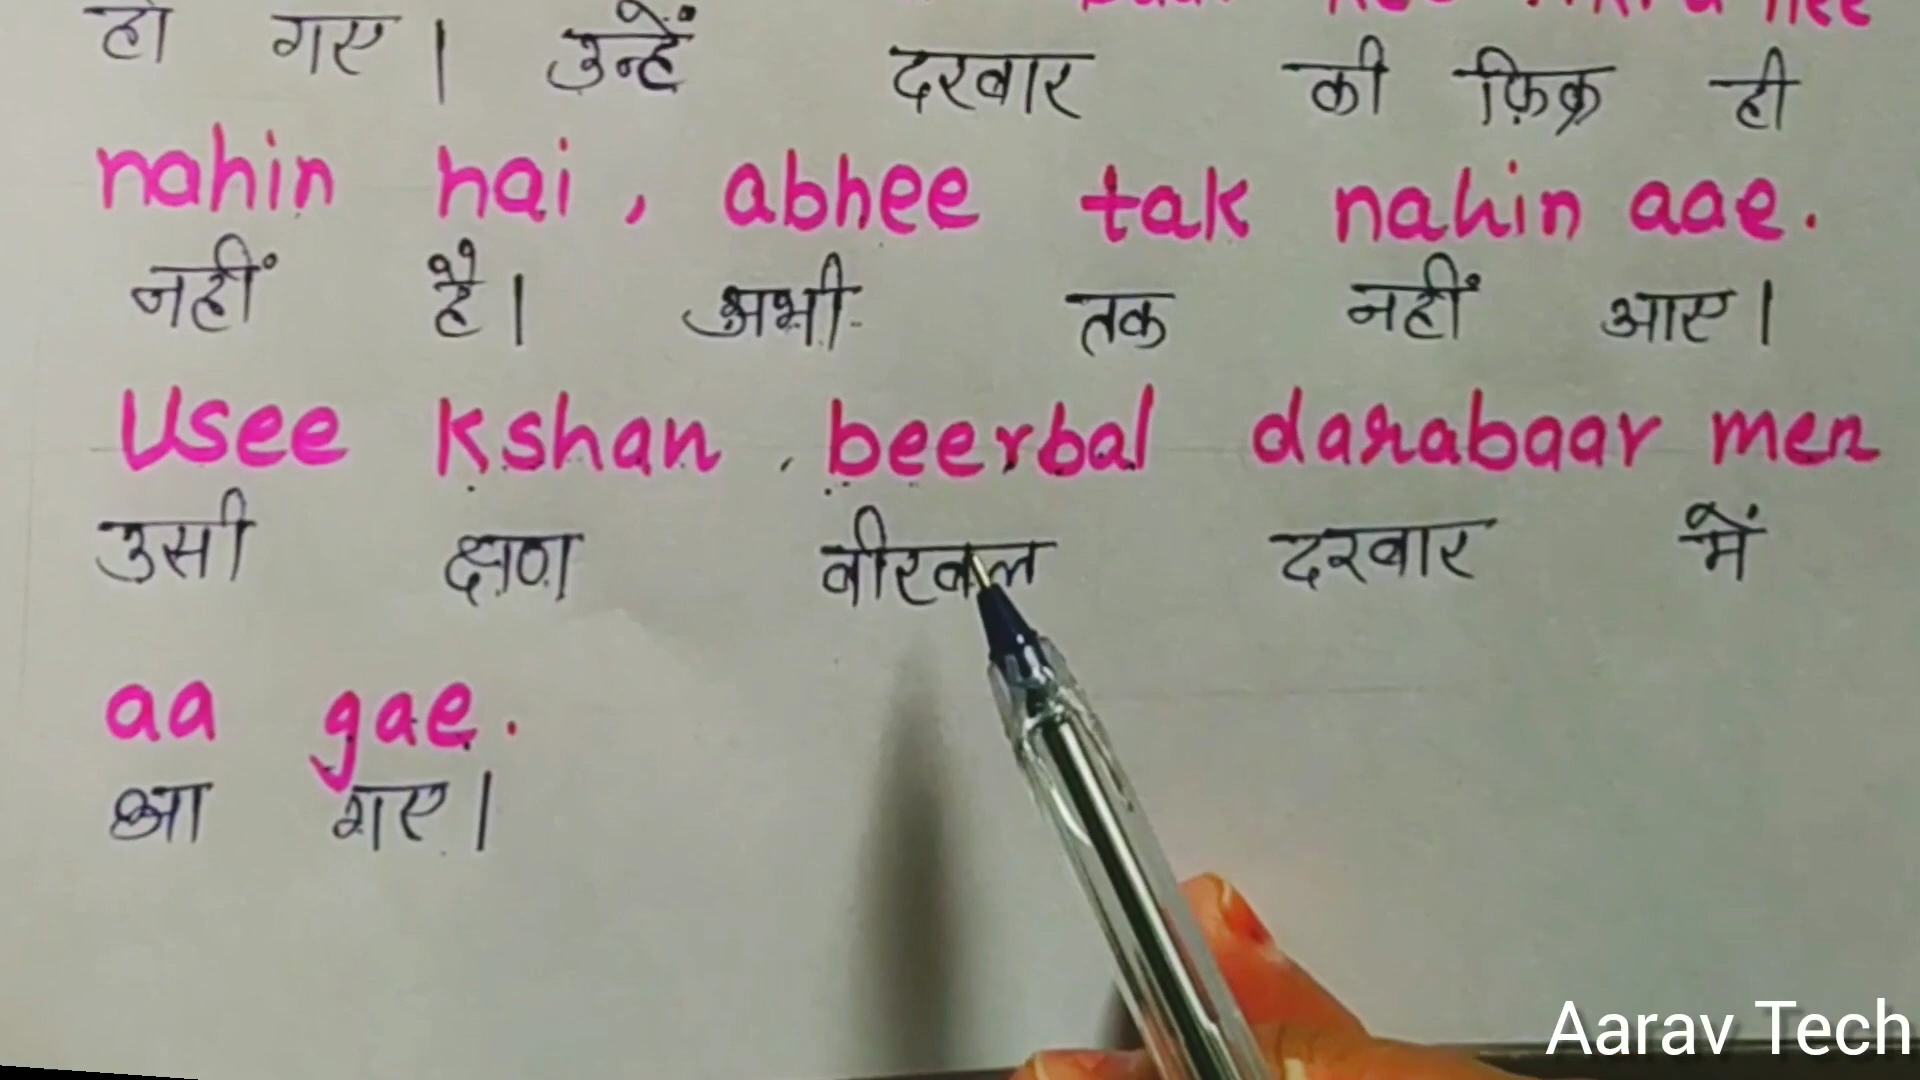 हो गए। उन्हें दरबार की फ़िक्र ही
nahin hai, abhee tak nahin aae.
नहीं है। अभी तक नहीं आए।
Usee kshan beerbal darabaar men
उसी क्षण बीरबल दरबार में
aa gae.
आ गए।
Aarav Tech